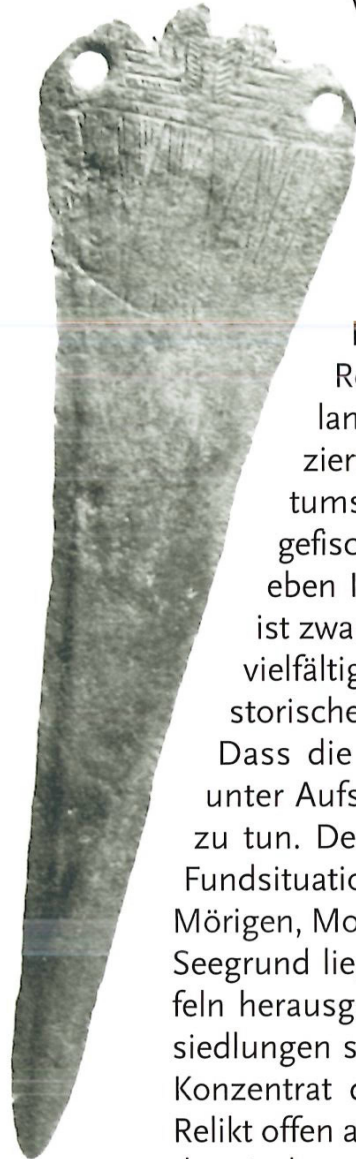 Re
lan
zier
tums
gefisc
eben I
ist zwa
vielfältig
storische
Dass die
unter Aufs
zu tun. De
Fundsituatio
Mörigen, Mo
Seegrund lie
feln herausg
siedlungen s
Konzentrat
Relikt offen a